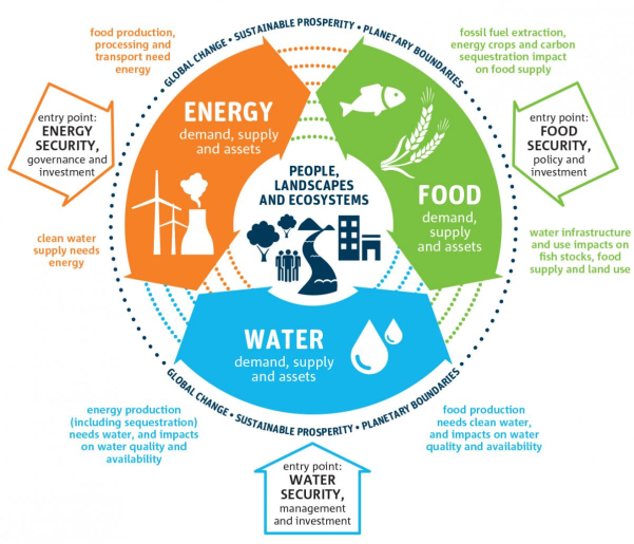 food production,
processing and
transport need
energy
GLOBAL CHANGE • SUSTAINABLE PROSPERITY • PLANETARY BOUNDARIES
fossil fuel extraction,
energy crops and carbon
sequestration impact
on food supply
entry point:
ENERGY
SECURITY,
governance and
investment
ENERGY
demand, supply
and assets
entry point:
FOOD
SECURITY,
policy and
investment
PEOPLE,
LANDSCAPES
AND ECOSYSTEMS
FOOD
demand,
supply
and assets
clean water
supply needs
energy
water infrastructure
and use impacts on
fish stocks, food
supply and land use
WATER
demand, supply
and assets
GLOBAL CHANGE • SUSTAINABLE PROSPERITY • PLANETARY BOUNDARIES
energy production
(including sequestration)
needs water, and impacts
on water quality and
availability
food production
needs clean water,
and impacts on water
quality and availability
entry point:
WATER
SECURITY,
management
and investment